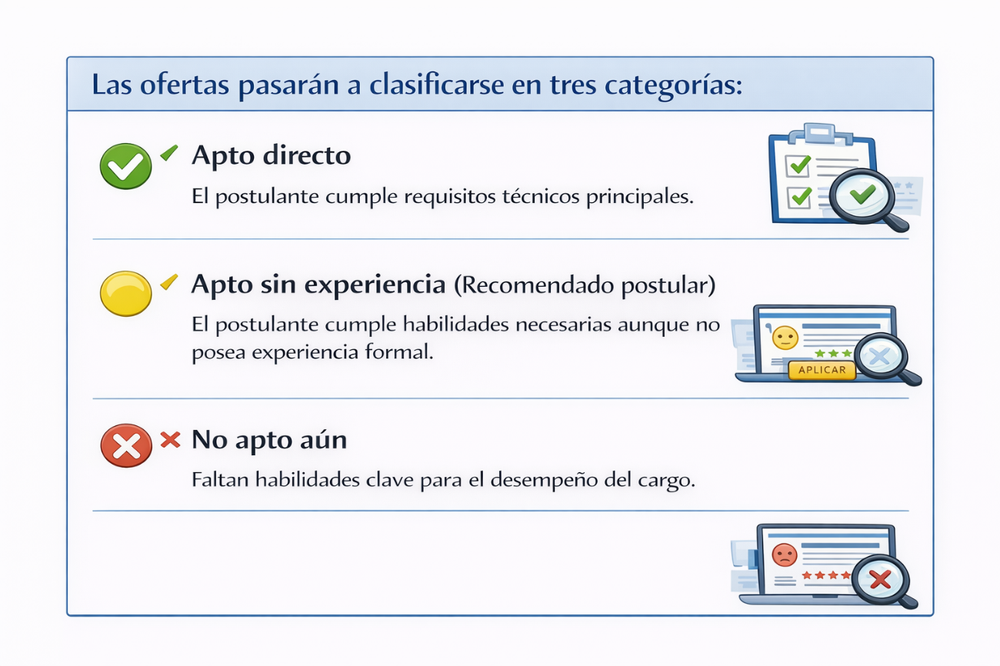 Las ofertas pasarán a clasificarse en tres categorías:
Apto directo
El postulante cumple requisitos técnicos principales.
Apto sin experiencia (Recomendado postular)
El postulante cumple habilidades necesarias aunque no
posea experiencia formal.
APLICAR
No apto aún
Faltan habilidades clave para el desempeño del cargo.